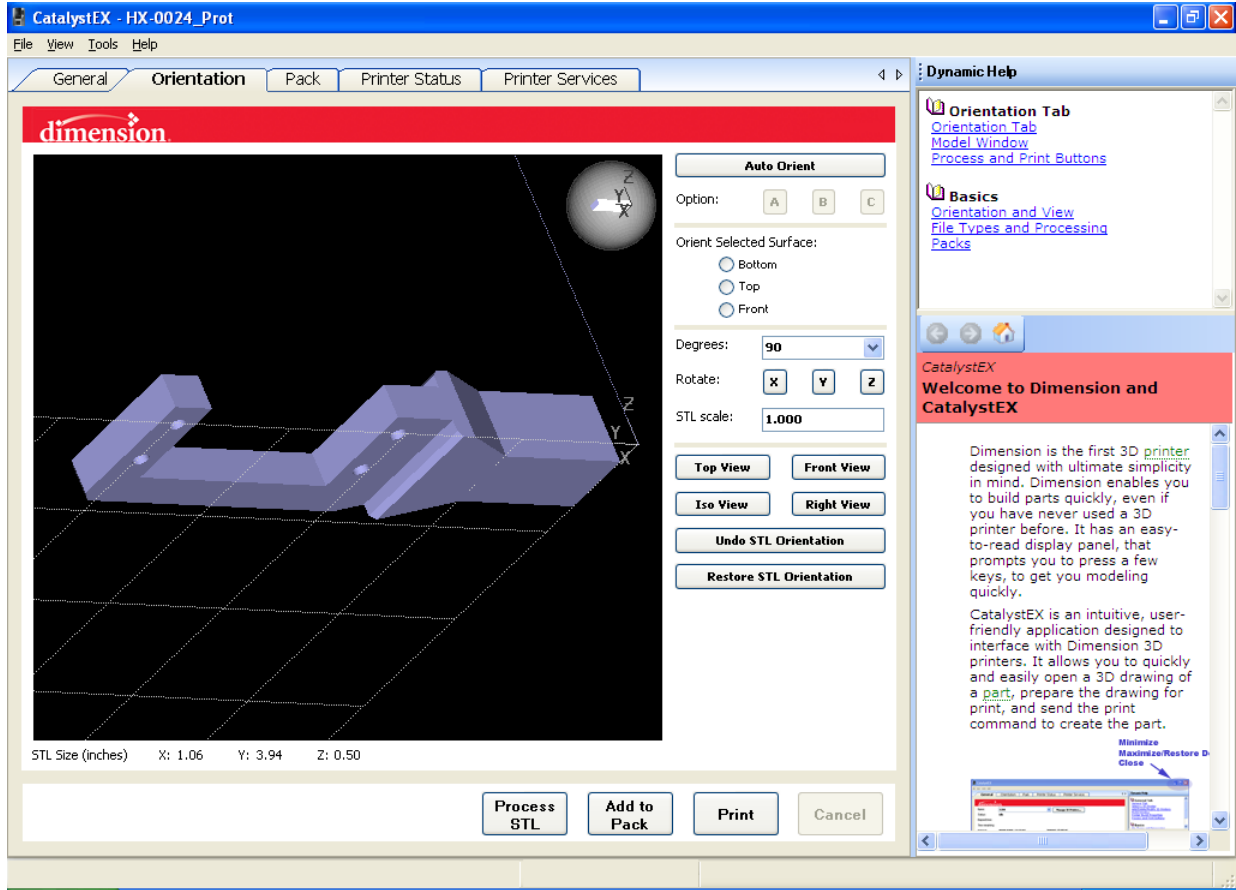 CatalystEX - HX-0024_Prot
File View Tools Help
General Orientation Pack Printer Status Printer Services
dimension
Z
Y
X
Z
Y
X
STL Size (inches) X: 1.06 Y: 3.94 Z: 0.50
Auto Orient
Option: A B C
Orient Selected Surface:
Bottom
Top
Front
Degrees: 90
Rotate: X Y Z
STL scale: 1.000
Top View Front View
Iso View Right View
Undo STL Orientation
Restore STL Orientation
Process STL
Add to Pack
Print
Cancel
Dynamic Help
Orientation Tab
Orientation Tab
Model Window
Process and Print Buttons
Basics
Orientation and View
File Types and Processing
Packs
CatalystEX
Welcome to Dimension and
CatalystEX
Dimension is the first 3D printer
designed with ultimate simplicity
in mind. Dimension enables you
to build parts quickly, even if
you have never used a 3D
printer before. It has an easy-
to-read display panel, that
prompts you to press a few
keys, to get you modeling
quickly.
CatalystEX is an intuitive, user-
friendly application designed to
interface with Dimension 3D
printers. It allows you to quickly
and easily open a 3D drawing of
a part, prepare the drawing for
print, and send the print
command to create the part.
Minimize
Maximize/Restore D
Close